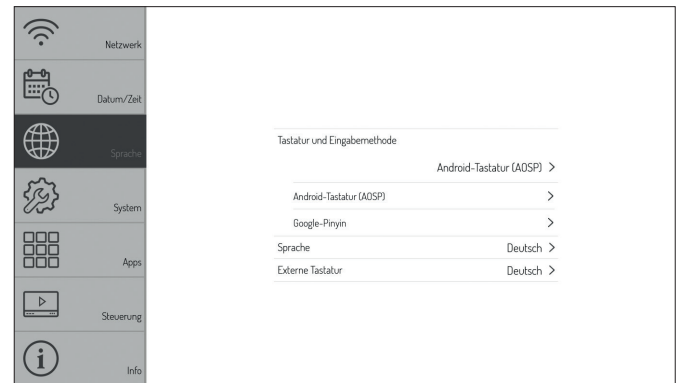 Netzwerk
Datum/Zeit
Sprache
System
Apps
Steuerung
Info
Tastatur und Eingabemethode
Android-Tastatur (AOSP) >
Android-Tastatur (AOSP) >
Google-Pinyin >
Sprache Deutsch >
Externe Tastatur Deutsch >